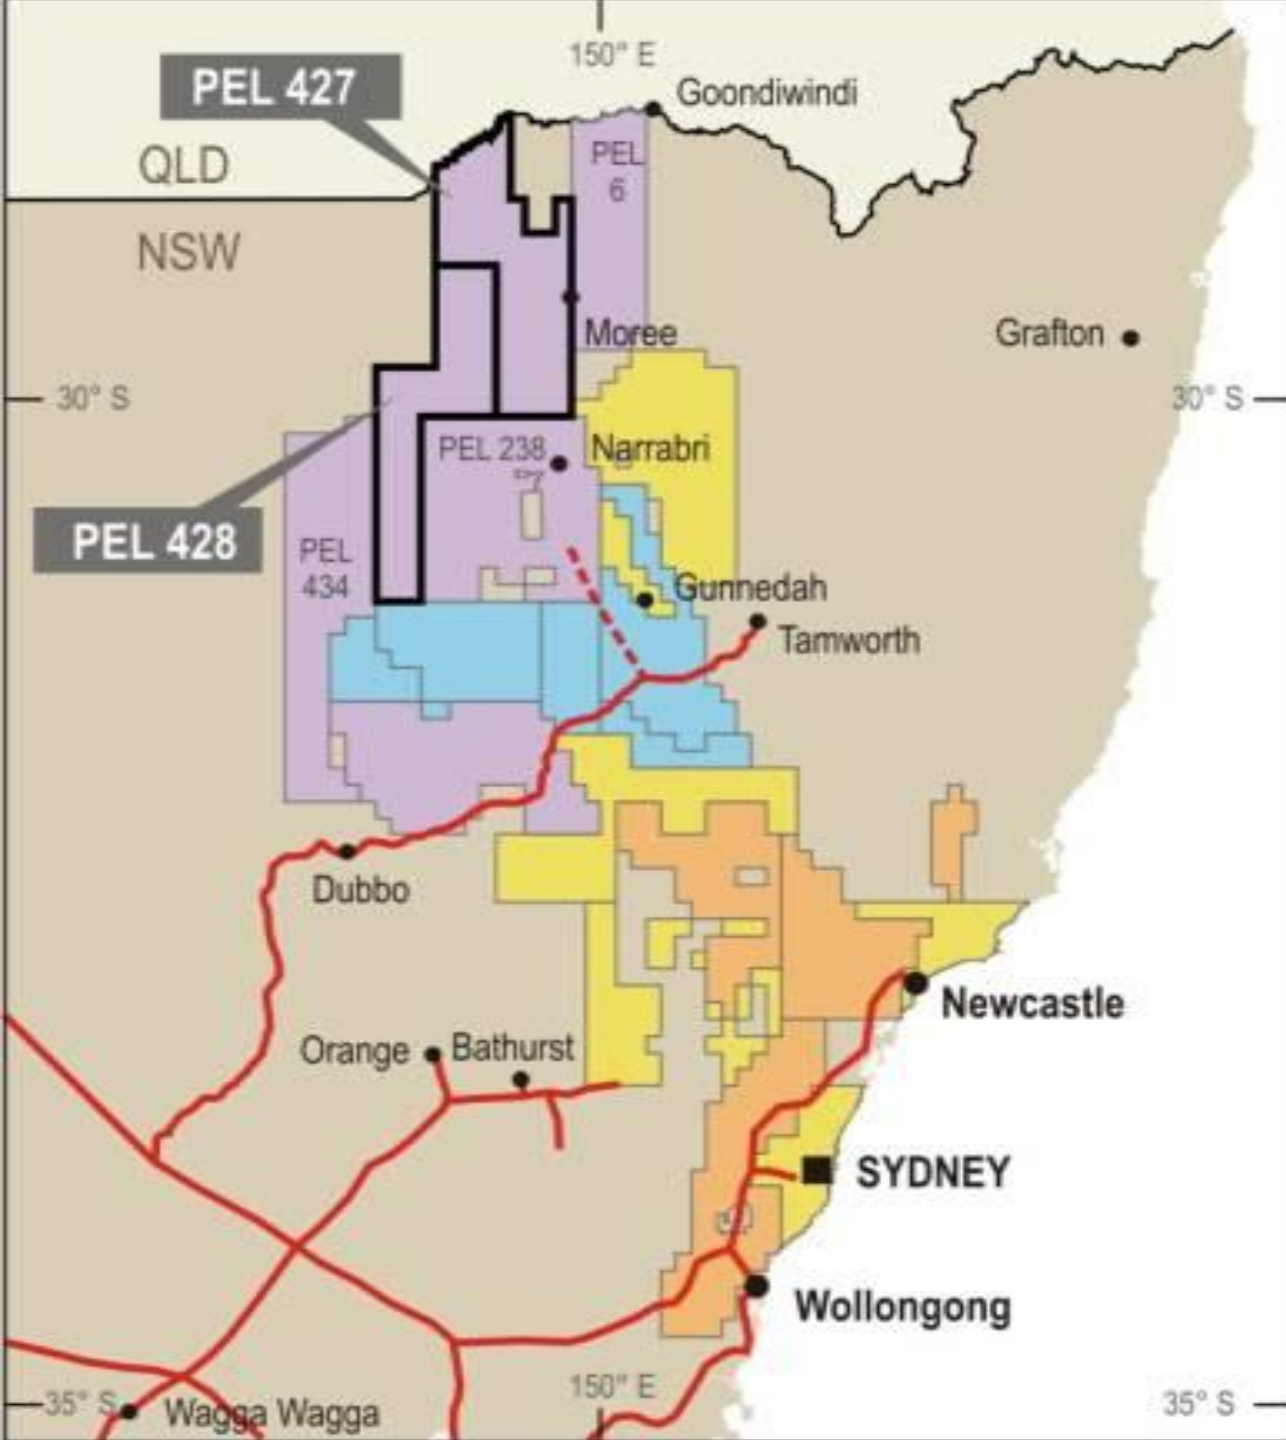 150° E
PEL 427
Goondiwindi
QLD
PEL
6
NSW
Moree
Grafton
30° S
30° S
PEL 238
Narrabri
PEL 428
PEL
434
Gunnedah
Tamworth
Dubbo
Newcastle
Orange
Bathurst
SYDNEY
Wollongong
150° E
35° S
35° S
Wagga Wagga